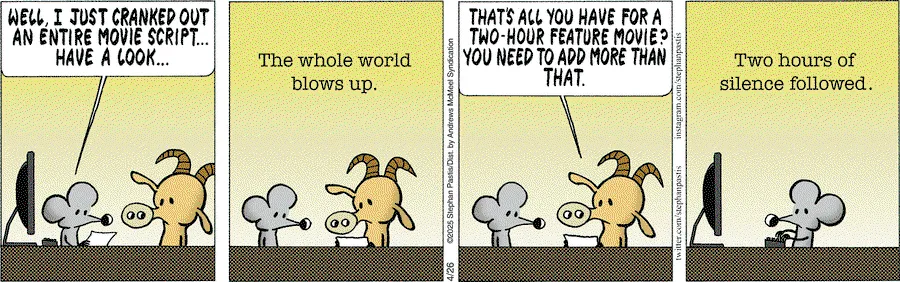 WELL, I JUST CRANKED OUT
AN ENTIRE MOVIE SCRIPT...
HAVE A LOOK...
The whole world
blows up.
©2025 Stephan Pastis/Dist. by Andrews McMeel Syndication
4/26
THAT'S ALL YOU HAVE FOR A
TWO-HOUR FEATURE MOVIE?
YOU NEED TO ADD MORE THAN
THAT.
twitter.com/stephanpastis
instagram.com/stephanpastis
Two hours of
silence followed.